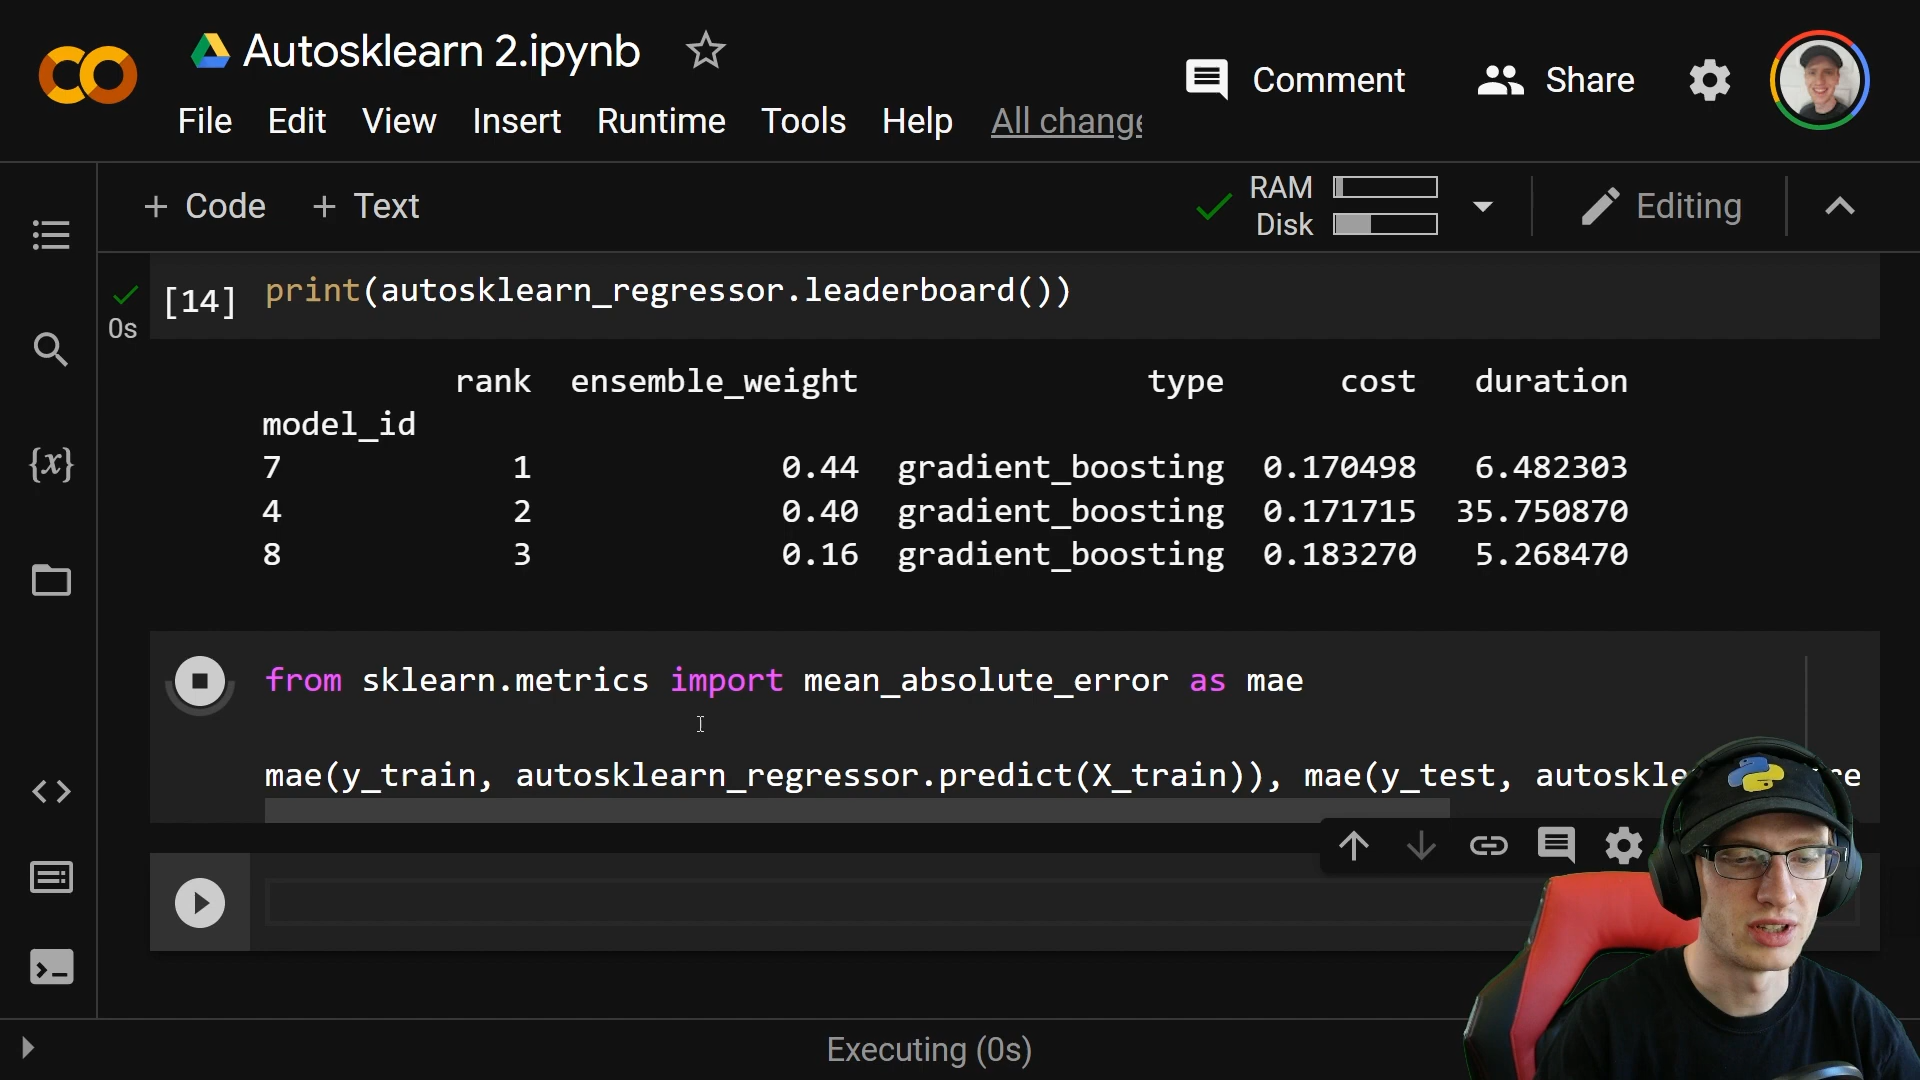 Autosklearn 2.ipynb
Comment
Share
File Edit View Insert Runtime Tools Help All change
+ Code + Text
RAM
Disk
Editing
[14] print(autosklearn_regressor.leaderboard())
0s
rank ensemble_weight type cost duration
model_id
7 1 0.44 gradient_boosting 0.170498 6.482303
4 2 0.40 gradient_boosting 0.171715 35.750870
8 3 0.16 gradient_boosting 0.183270 5.268470
{x}
from sklearn.metrics import mean_absolute_error as mae
mae(y_train, autosklearn_regressor.predict(X_train)), mae(y_test, autoskle
Executing (0s)